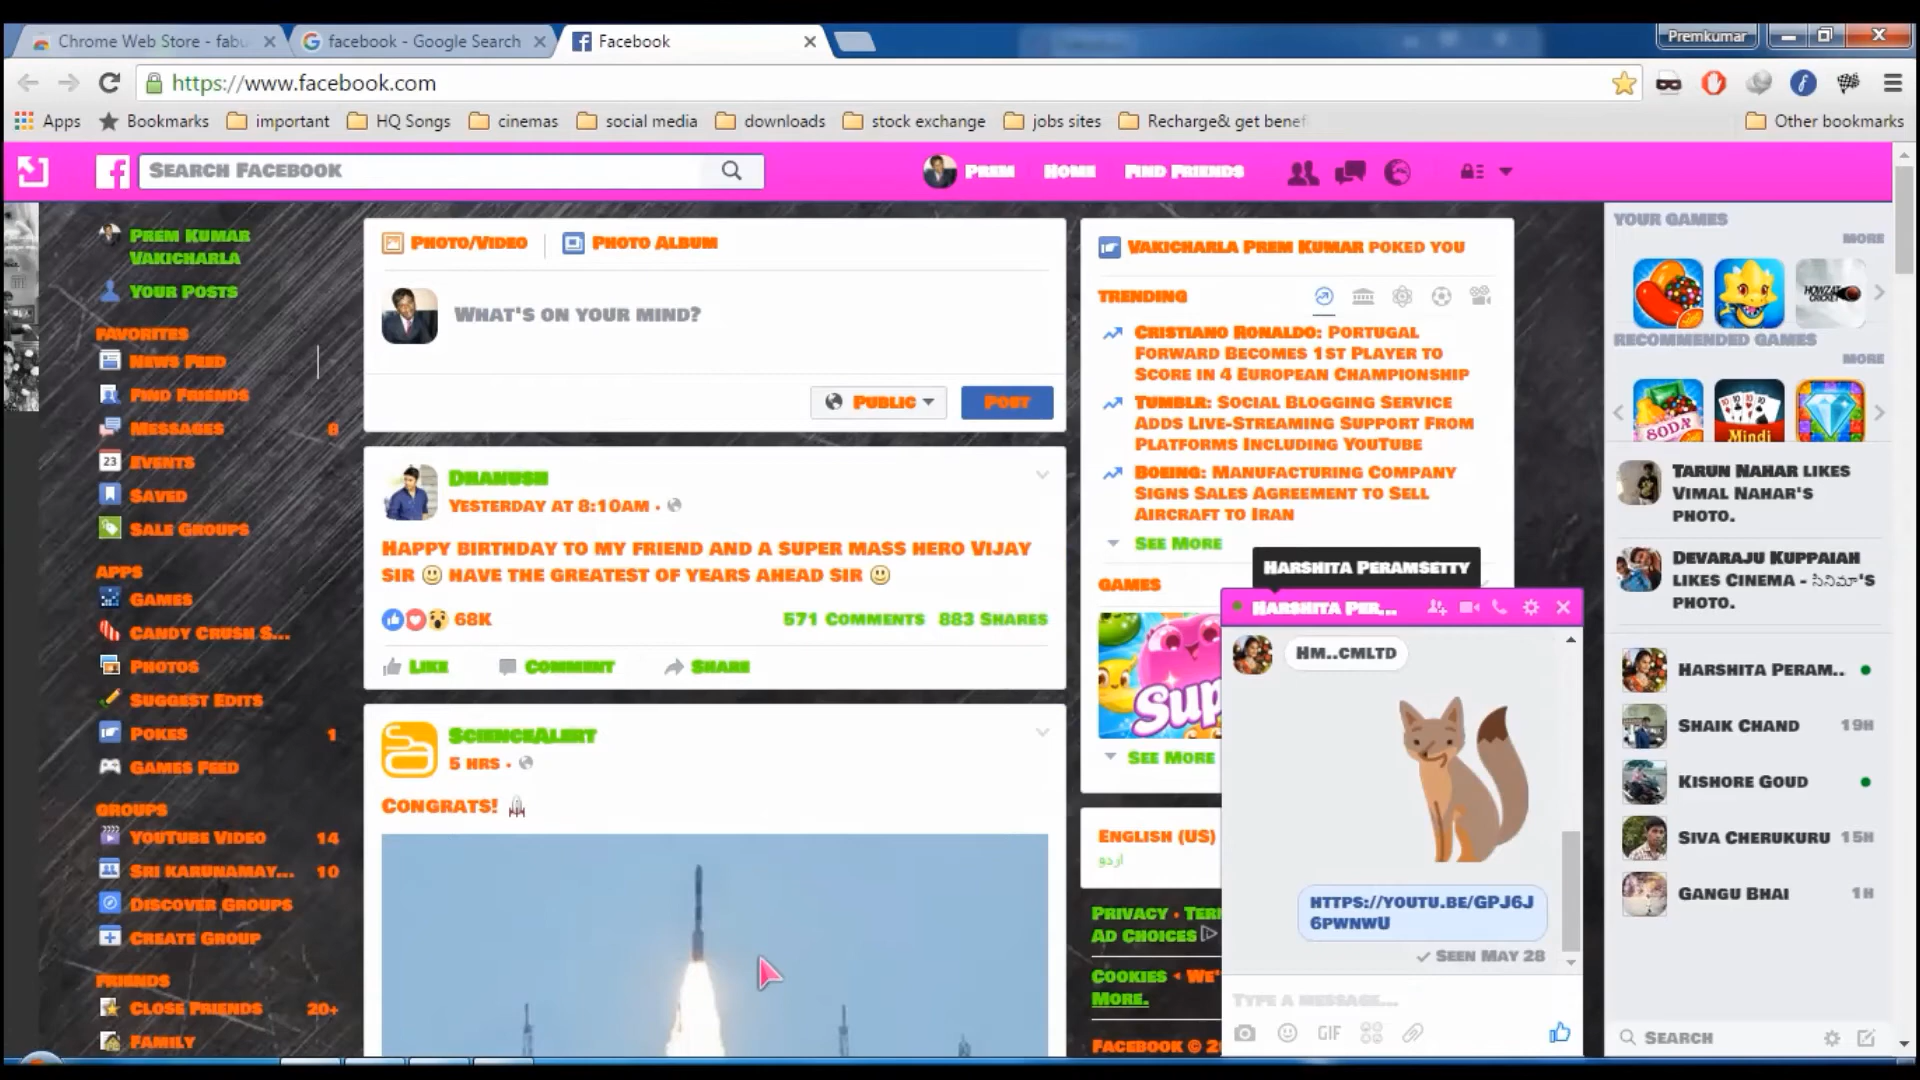 Chrome Web Store - fabu
facebook - Google Search
Facebook
Premkumar
https://www.facebook.com
Apps
Bookmarks
important
HQ Songs
cinemas
social media
downloads
stock exchange
jobs sites
Recharge& get benef
Other bookmarks
Search Facebook
Prem
Home
Find Friends
Prem Kumar
Vakicharla
Your Posts
Favorites
News Feed
Find Friends
Messages 8
23
Events
Saved
Sale Groups
Apps
Games
Candy Crush S...
Photos
Suggest Edits
Pokes 1
Games Feed
Groups
YouTube Video 14
Sri karunamay... 10
Discover Groups
Create Group
Friends
Close Friends 20+
Family
Photo/Video
Photo Album
What's on your mind?
Public
Post
Dhanush
Yesterday at 8:10am ·
Happy birthday to my friend and a super mass hero Vijay
sir 😃 have the greatest of years ahead sir 😃
68K
571 Comments 883 Shares
Like
Comment
Share
ScienceAlert
5 hrs ·
Congrats!
Vakicharla Prem Kumar poked you
Trending
Cristiano Ronaldo: Portugal
Forward Becomes 1st Player to
Score in 4 European Championship
Tumblr: Social Blogging Service
Adds Live-Streaming Support From
Platforms Including YouTube
Boeing: Manufacturing Company
Signs Sales Agreement to Sell
Aircraft to Iran
See More
Games
Sup
See More
English (US)
اردو
Privacy · Ter
Ad Choices
Cookies · We'
More.
Facebook © 2
Harshita Peramsetty
Harshita Per...
Hm..cmltd
https://youtu.be/GPJ6J
6pwnwU
Seen May 28
Type a message...
GIF
Your Games
More
HOWZAT
CRICKET
Recommended Games
More
SODA
Mindi
Tarun Nahar likes
Vimal Nahar's
photo.
Devaraju Kuppaiah
likes Cinema - సినిమా's
photo.
Harshita Peram..
Shaik Chand 19h
Kishore Goud
Siva Cherukuru 15h
Gangu Bhai 1h
Search